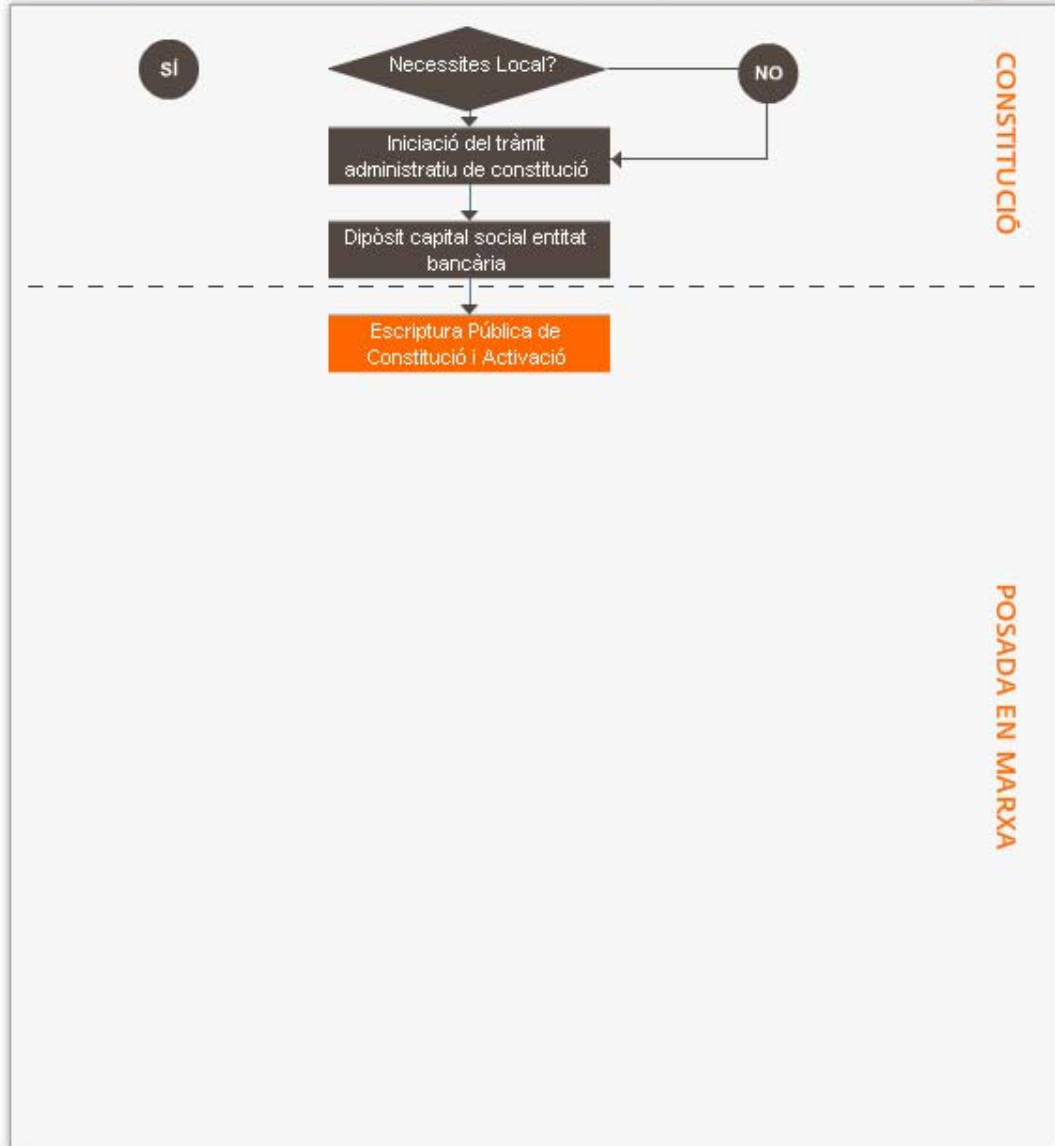 SÍ
Necessites Local?
NO
Iniciació del tràmit
administratiu de constitució
Dipòsit capital social entitat
bancària
CONSTITUCIÓ
Escriptura Pública de
Constitució i Activació
POSADA EN MARXA